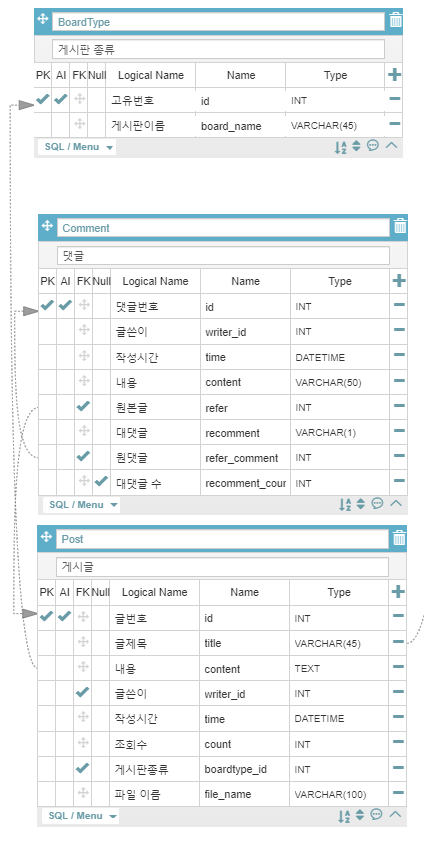 BoardType
게시판 종류
PK AI FK Null Logical Name Name Type
고유번호 id INT
게시판이름 board_name VARCHAR(45)
SQL / Menu
Comment
댓글
PK AI FK Null Logical Name Name Type
댓글번호 id INT
글쓴이 writer_id INT
작성시간 time DATETIME
내용 content VARCHAR(50)
원본글 refer INT
대댓글 recomment VARCHAR(1)
원댓글 refer_comment INT
대댓글 수 recomment_cour INT
SQL / Menu
Post
게시글
PK AI FK Null Logical Name Name Type
글번호 id INT
글제목 title VARCHAR(45)
내용 content TEXT
글쓴이 writer_id INT
작성시간 time DATETIME
조회수 count INT
게시판종류 boardtype_id INT
파일 이름 file_name VARCHAR(100)
SQL / Menu